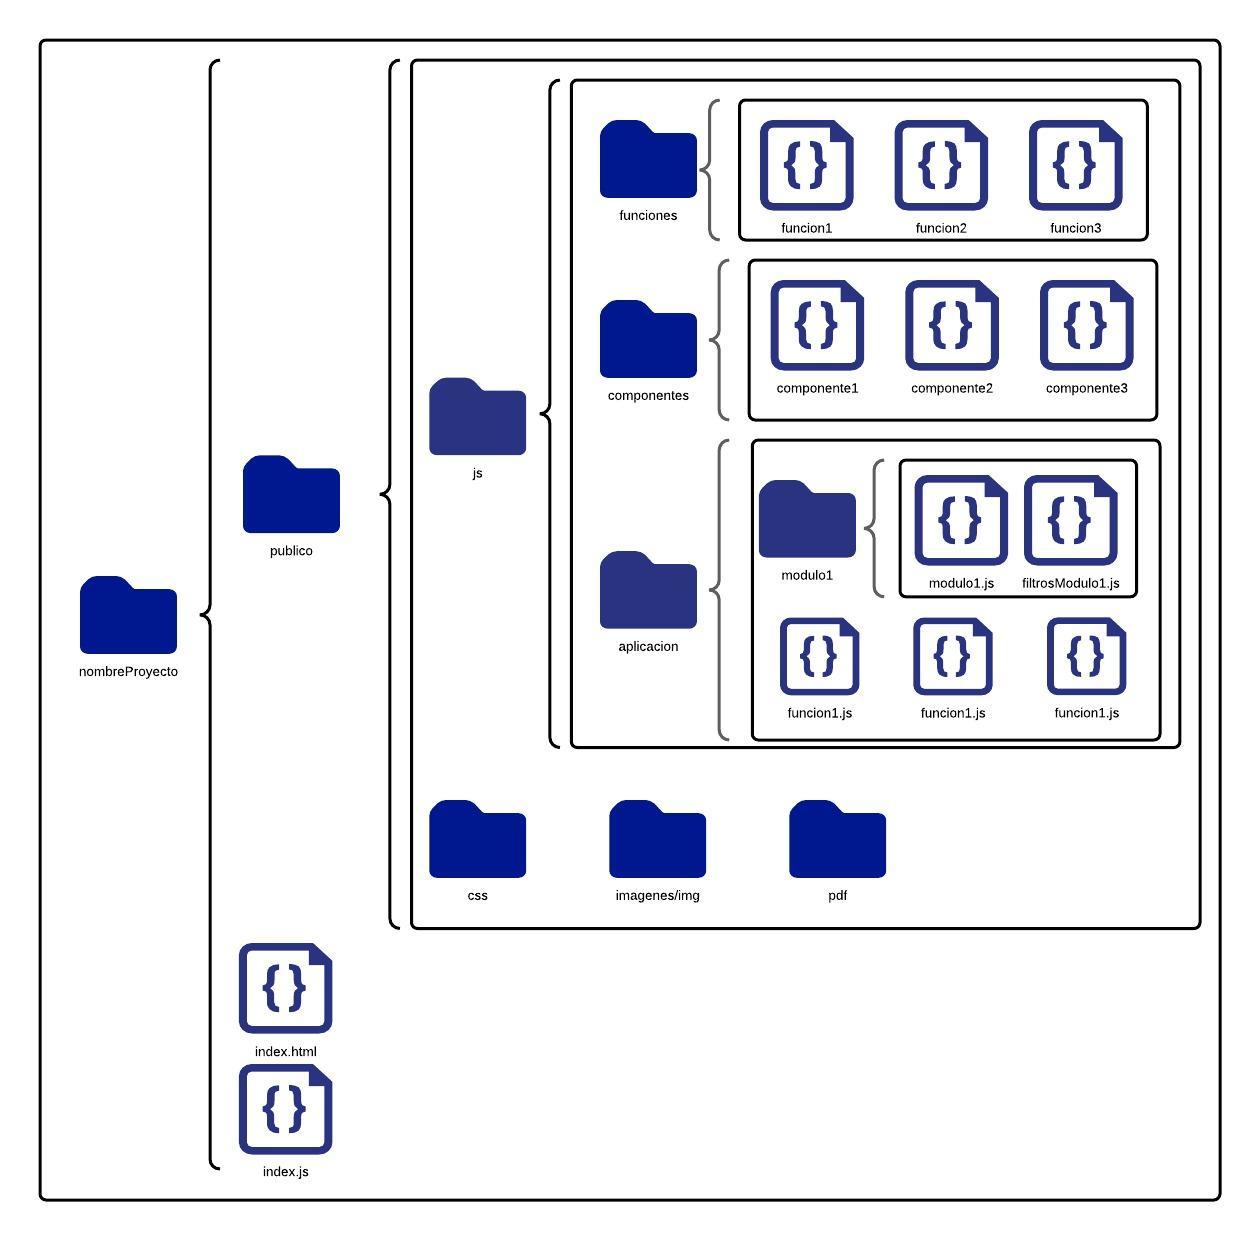 funciones
funcion1
funcion2
funcion3
componentes
componente1
componente2
componente3
js
modulo1
modulo1.js
filtrosModulo1.js
publico
nombreProyecto
aplicacion
funcion1.js
funcion1.js
funcion1.js
css
imagenes/img
pdf
index.html
index.js